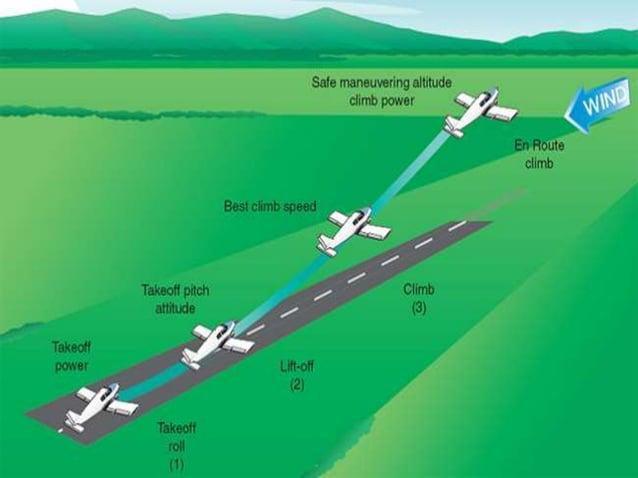 Safe maneuvering altitude
climb power
WIND
En Route
climb
Best climb speed
Takeoff pitch
attitude
Climb
(3)
Takeoff
power
Lift-off
(2)
Takeoff
roll
(1)